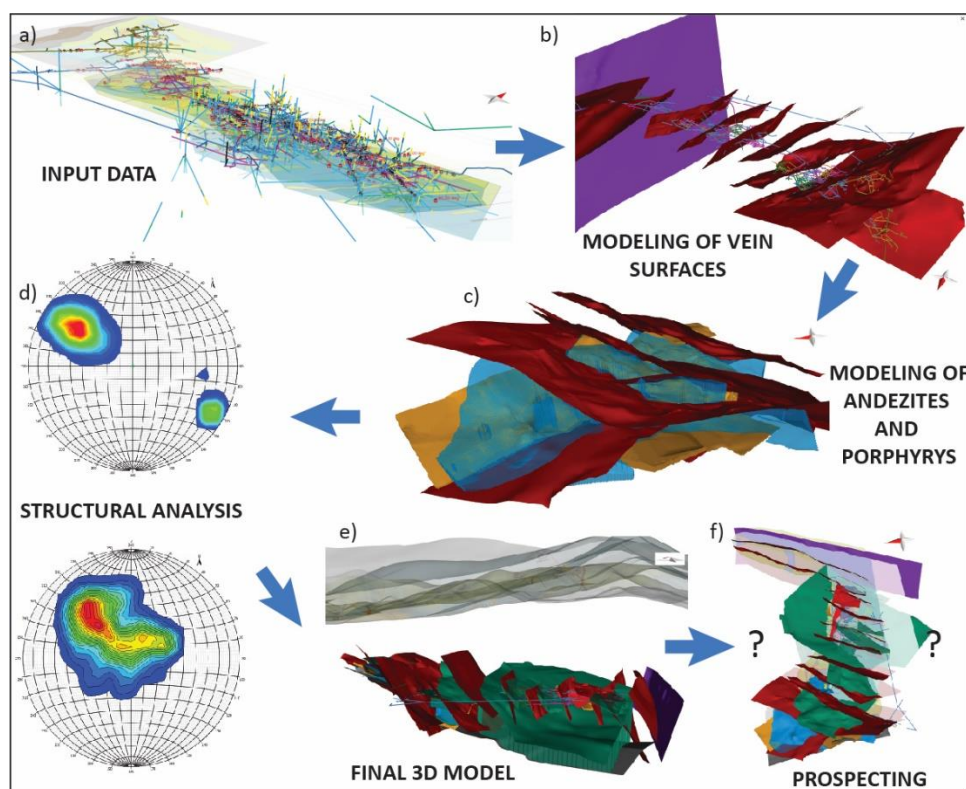 a)
INPUT DATA
b)
MODELING OF VEIN
SURFACES
c)
MODELING OF
ANDEZITES
AND
PORPHYRYS
d)
STRUCTURAL ANALYSIS
e)
FINAL 3D MODEL
f)
?
?
PROSPECTING